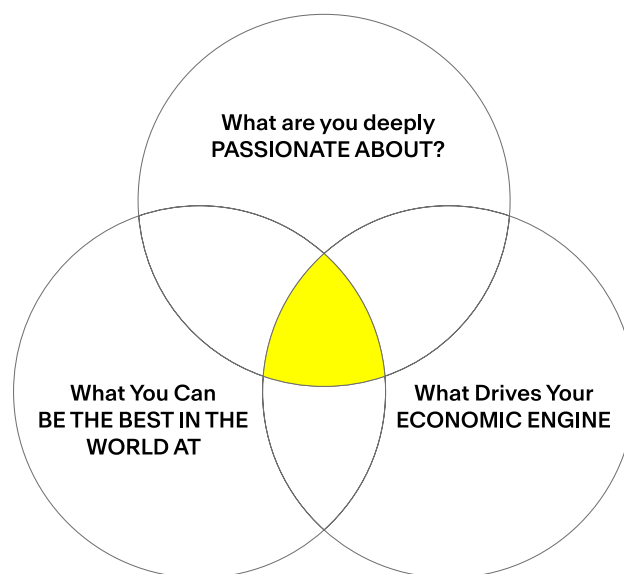 What are you deeply
PASSIONATE ABOUT?
What You Can
BE THE BEST IN THE
WORLD AT
What Drives Your
ECONOMIC ENGINE